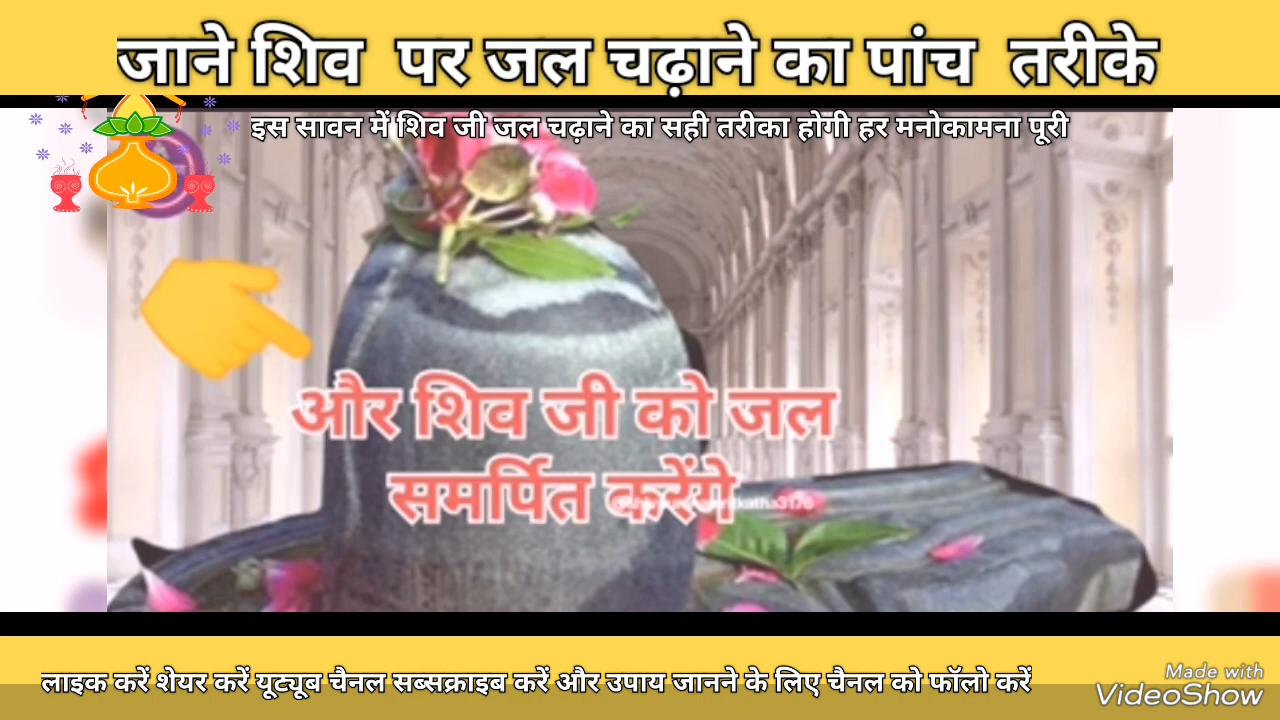 जाने शिव पर जल चढ़ाने का पांच तरीके
इस सावन में शिव जी जल चढ़ाने का सही तरीका होगी हर मनोकामना पूरी
और शिव जी को जल
समर्पित करेंगे
लाइक करें शेयर करें यूट्यूब चैनल सब्सक्राइब करें और उपाय जानने के लिए चैनल को फॉलो करें
Made with
VideoShow